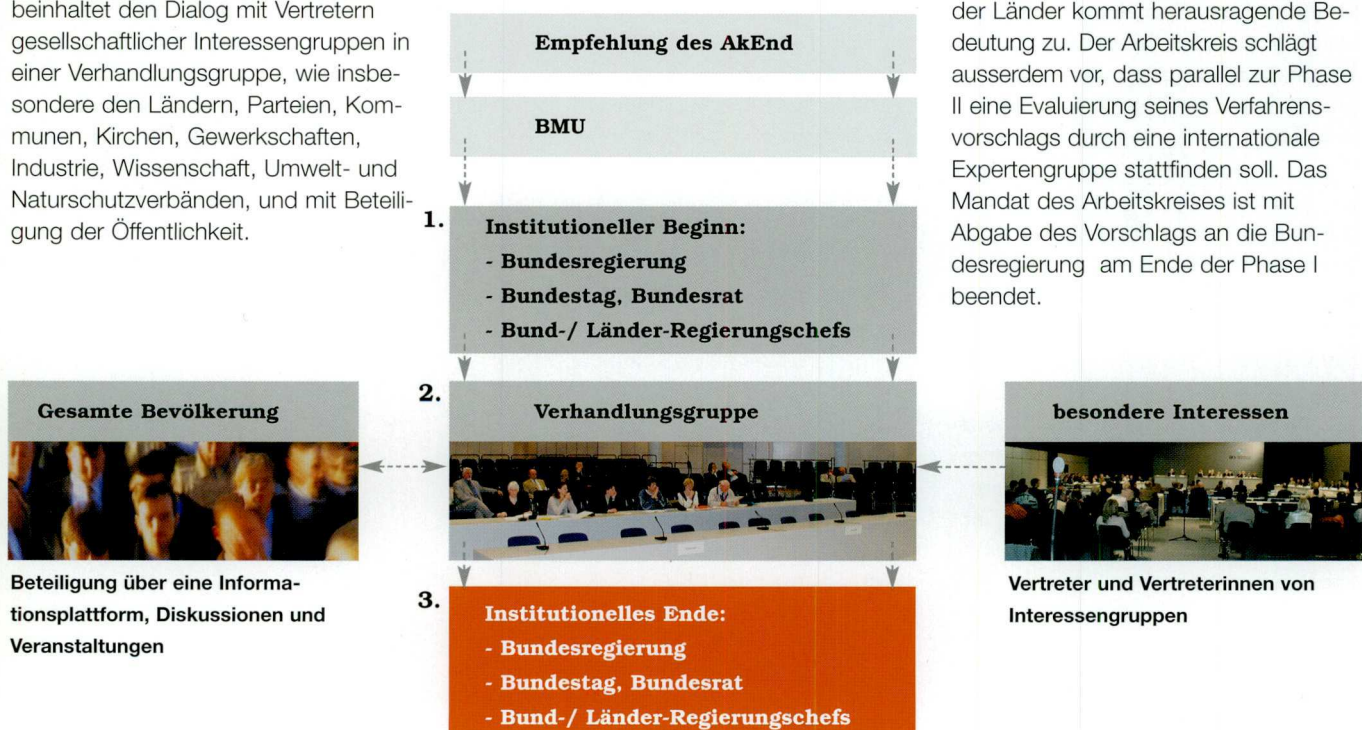 beinhaltet den Dialog mit Vertretern
gesellschaftlicher Interessengruppen in
einer Verhandlungsgruppe, wie insbe-
sondere den Ländern, Parteien, Kom-
munen, Kirchen, Gewerkschaften,
Industrie, Wissenschaft, Umwelt- und
Naturschutzverbänden, und mit Beteili-
gung der Öffentlichkeit.
Empfehlung des AkEnd
BMU
1.
Institutioneller Beginn:
- Bundesregierung
- Bundestag, Bundesrat
- Bund-/ Länder-Regierungschefs
der Länder kommt herausragende Be-
deutung zu. Der Arbeitskreis schlägt
ausserdem vor, dass parallel zur Phase
II eine Evaluierung seines Verfahrens-
vorschlags durch eine internationale
Expertengruppe stattfinden soll. Das
Mandat des Arbeitskreises ist mit
Abgabe des Vorschlags an die Bun-
desregierung am Ende der Phase I
beendet.
Gesamte Bevölkerung
Beteiligung über eine Informa-
tionsplattform, Diskussionen und
Veranstaltungen
2.
Verhandlungsgruppe
besondere Interessen
Vertreter und Vertreterinnen von
Interessengruppen
3.
Institutionelles Ende:
- Bundesregierung
- Bundestag, Bundesrat
- Bund-/ Länder-Regierungschefs